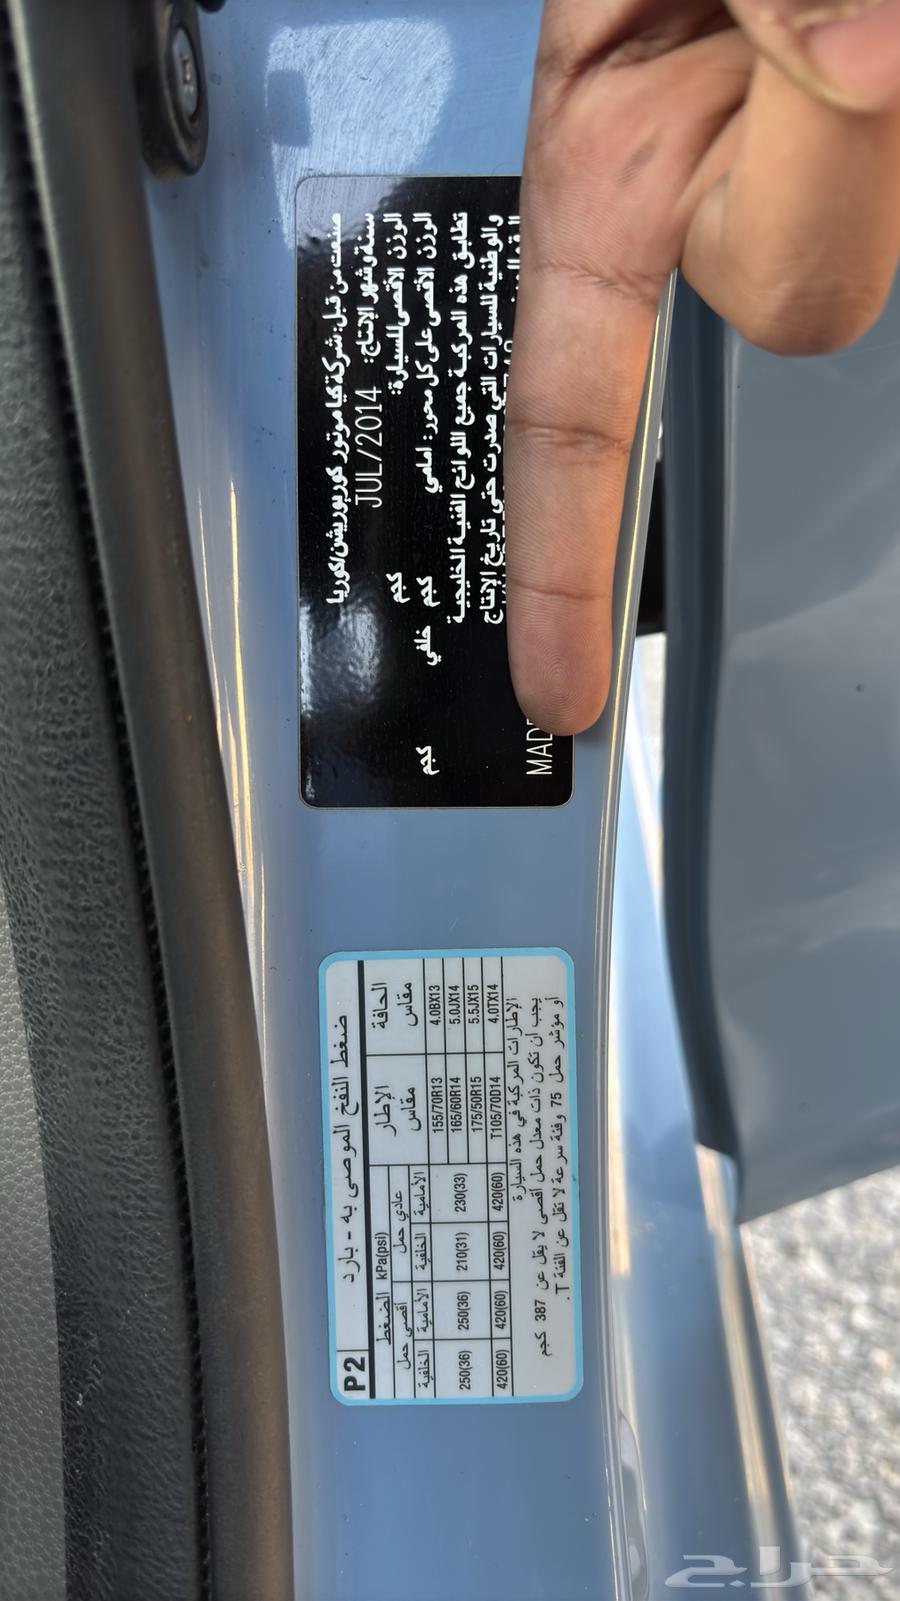 صنعت من قبل: شركة كيا موتور كوربوريشن/كوريا
سنة وشهر الإنتاج: JUL/2014
الوزن الأقصى للسيارة: كجم
الوزن الأقصى على كل محور: امامي كجم خلفي كجم
تطابق هذه المركبة جميع اللوائح الفنية الخليجية
والوطنية للسيارات التي صدرت حتى تاريخ الإنتاج
MADE
P2 ضغط النفخ الموصى به - بارد
الحافة الإطار الضغط kPa(psi)
مقاس مقاس عادي حمل أقصى حمل
الأمامية الخلفية الأمامية الخلفية
4.0BX13 155/70R13
5.0JX14 165/60R14 230(33) 210(31) 250(36) 250(36)
5.5JX15 175/50R15
4.0TX14 T105/70D14 420(60) 420(60) 420(60) 420(60)
الإطارات المركبة في هذه السيارة
يجب أن تكون ذات معدل حمل أقصى لا يقل عن 387 كجم
أو مؤشر حمل 75 وفئة سرعة لا تقل عن الفئة T.
حراج